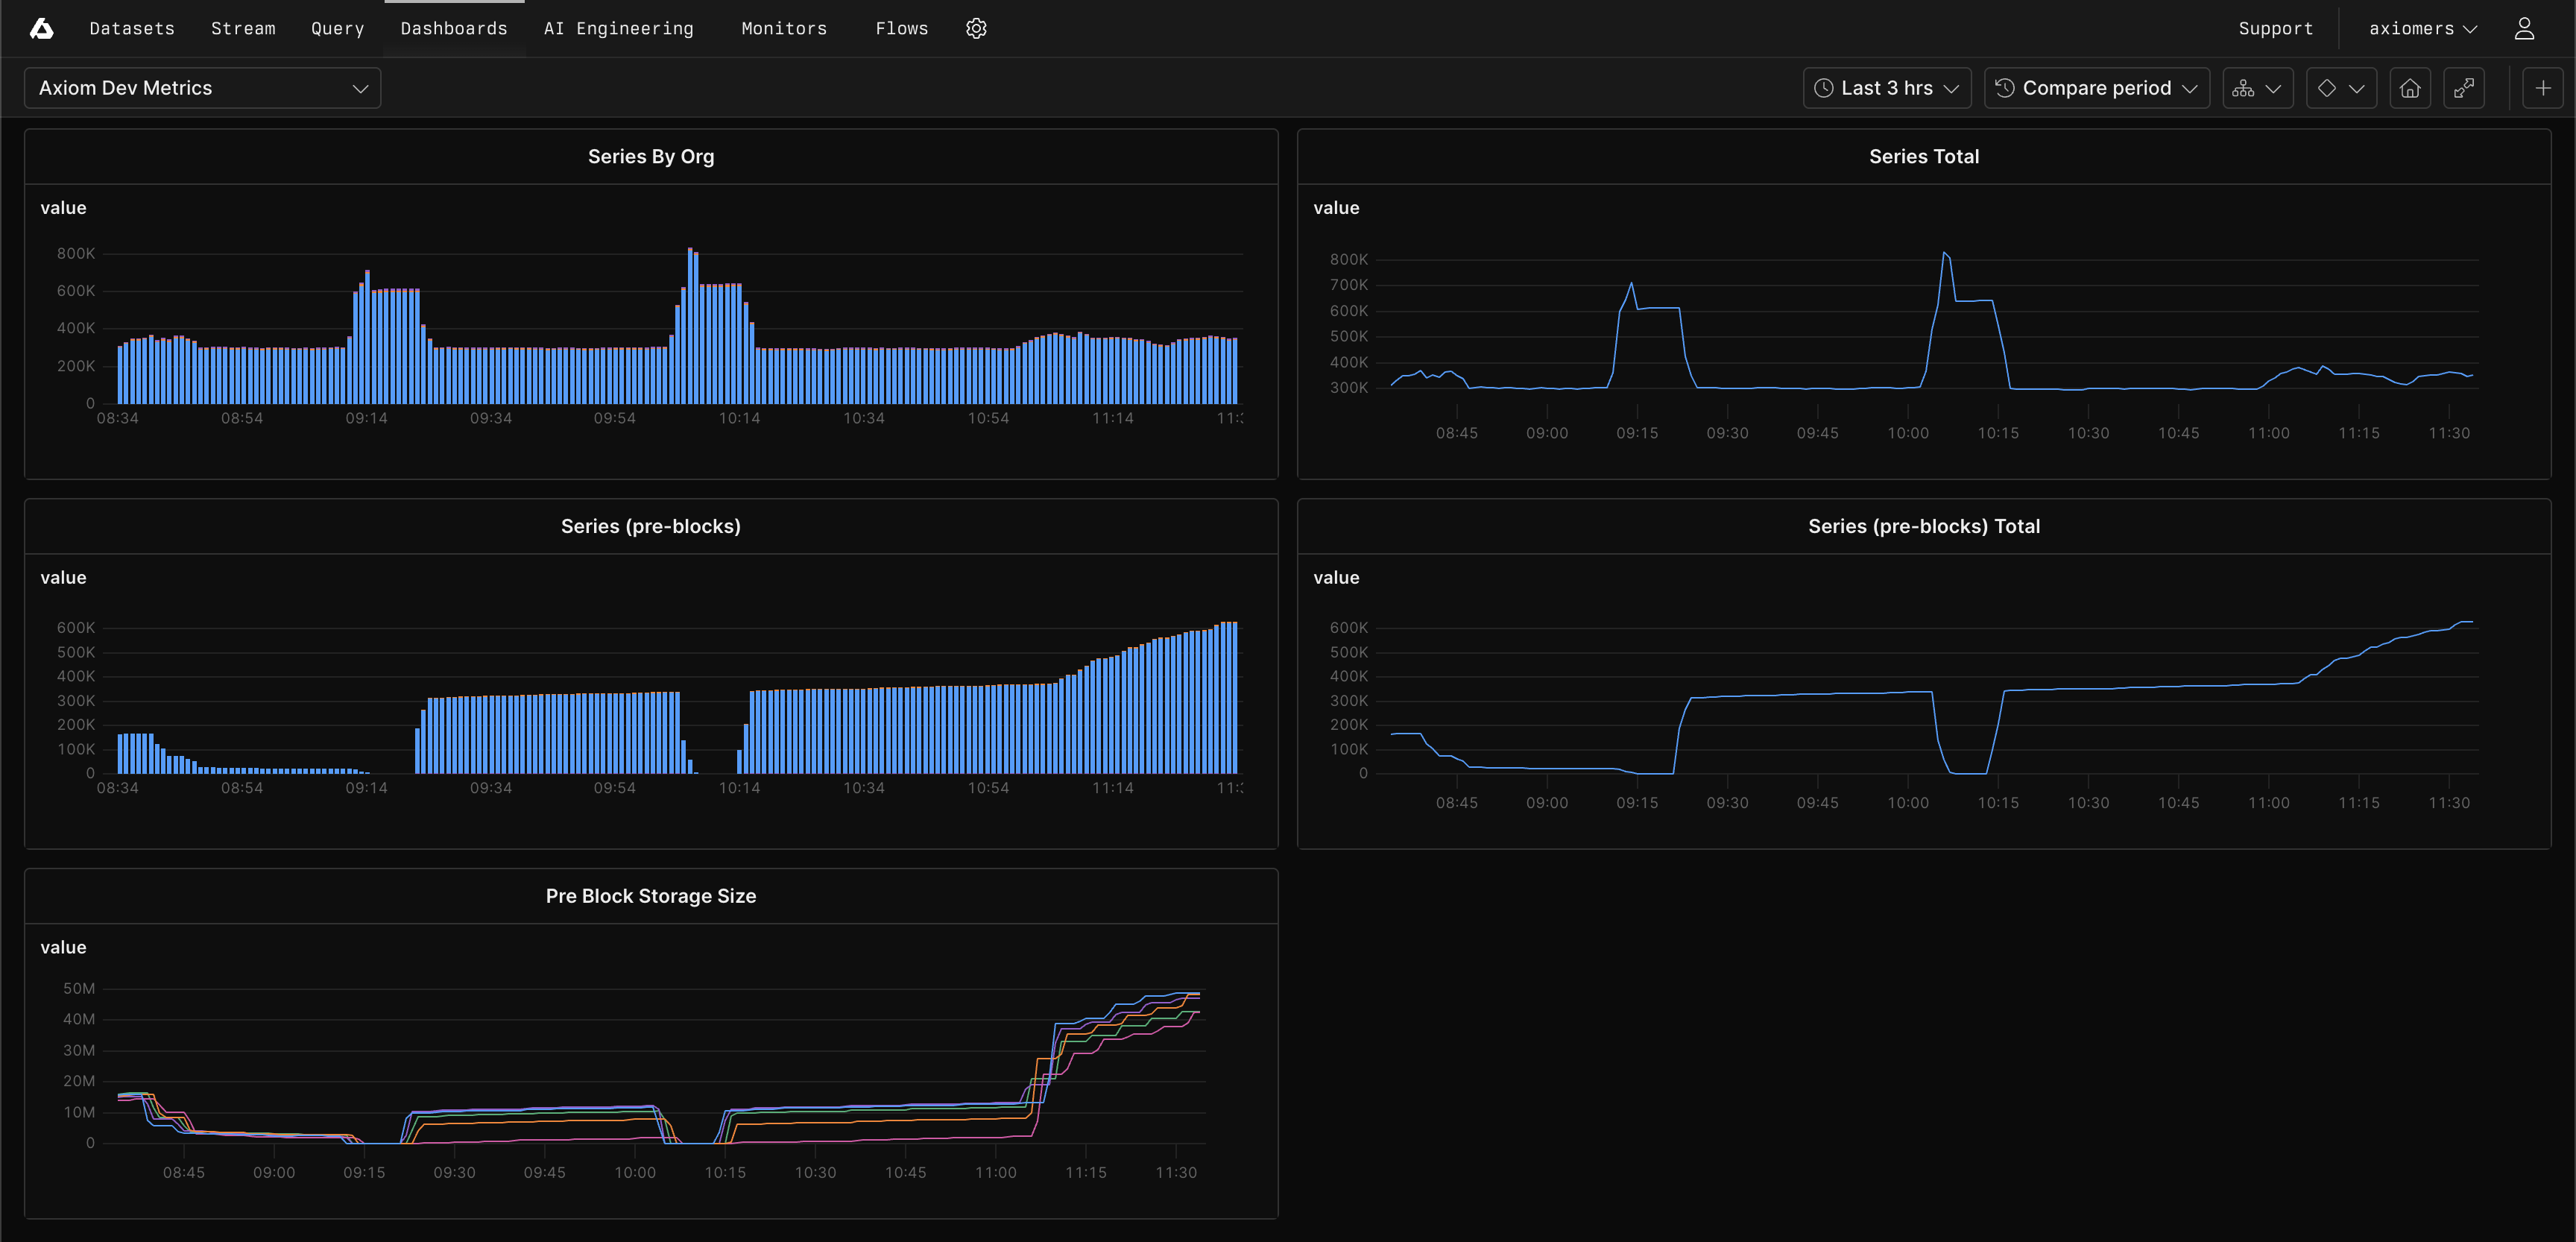 Datasets Stream Query Dashboards AI Engineering Monitors Flows Support axiomers
Axiom Dev Metrics Last 3 hrs Compare period
Series By Org
value
800K
600K
400K
200K
0
08:34 08:54 09:14 09:34 09:54 10:14 10:34 10:54 11:14
Series Total
value
800K
700K
600K
500K
400K
300K
08:45 09:00 09:15 09:30 09:45 10:00 10:15 10:30 10:45 11:00 11:15 11:30
Series (pre-blocks)
value
600K
500K
400K
300K
200K
100K
0
08:34 08:54 09:14 09:34 09:54 10:14 10:34 10:54 11:14
Series (pre-blocks) Total
value
600K
500K
400K
300K
200K
100K
0
08:45 09:00 09:15 09:30 09:45 10:00 10:15 10:30 10:45 11:00 11:15 11:30
Pre Block Storage Size
value
50M
40M
30M
20M
10M
0
08:45 09:00 09:15 09:30 09:45 10:00 10:15 10:30 10:45 11:00 11:15 11:30